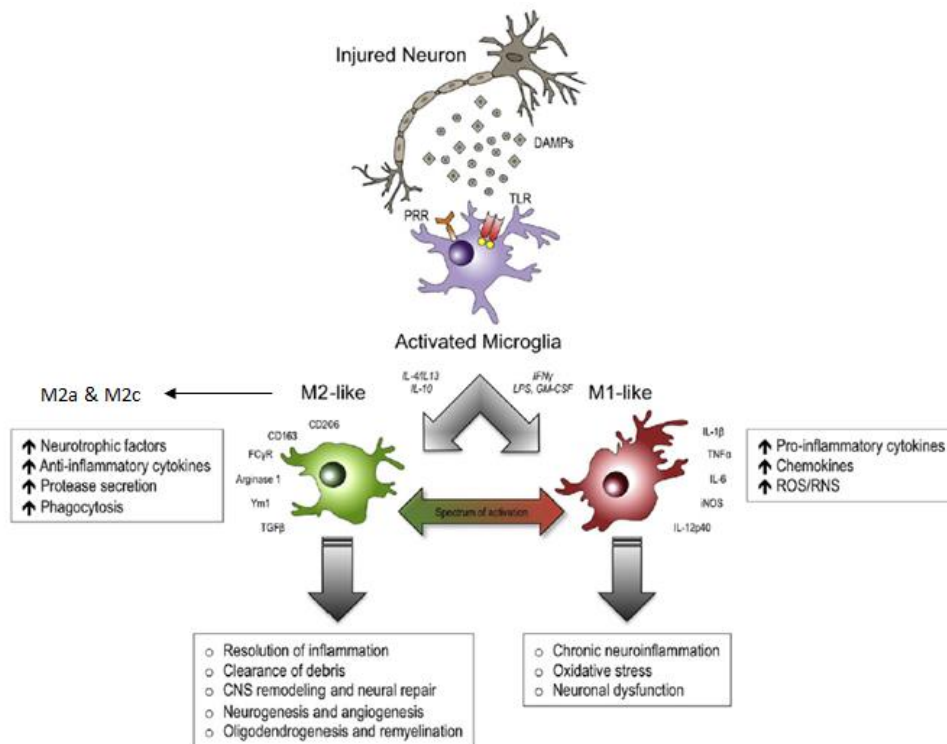 Injured Neuron
DAMPs
TLR
PRR
Activated Microglia
IL-4/IL13
IL-10
IFNγ
LPS, GM-CSF
M2a & M2c
M2-like
M1-like
CD206
CD163
FCγR
Arginase 1
Ym1
TGFβ
↑ Neurotrophic factors
↑ Anti-inflammatory cytokines
↑ Protease secretion
↑ Phagocytosis
Spectrum of activation
IL-1β
TNFα
IL-6
iNOS
IL-12p40
↑ Pro-inflammatory cytokines
↑ Chemokines
↑ ROS/RNS
○ Resolution of inflammation
○ Clearance of debris
○ CNS remodeling and neural repair
○ Neurogenesis and angiogenesis
○ Oligodendrogenesis and remyelination
○ Chronic neuroinflammation
○ Oxidative stress
○ Neuronal dysfunction